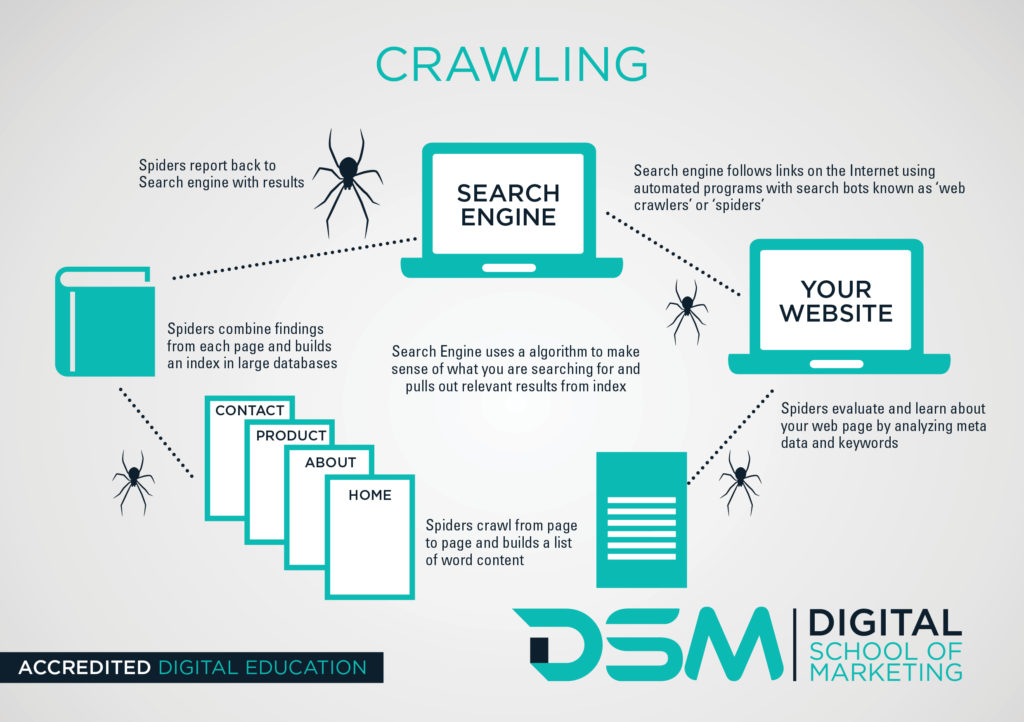 CRAWLING
Spiders report back to
Search engine with results
SEARCH
ENGINE
Search engine follows links on the Internet using
automated programs with search bots known as ‘web
crawlers’ or ‘spiders’
YOUR
WEBSITE
Spiders combine findings
from each page and builds
an index in large databases
Search Engine uses a algorithm to make
sense of what you are searching for and
pulls out relevant results from index
Spiders evaluate and learn about
your web page by analyzing meta
data and keywords
CONTACT
PRODUCT
ABOUT
HOME
Spiders crawl from page
to page and builds a list
of word content
ACCREDITED DIGITAL EDUCATION
DSM
DIGITAL
SCHOOL OF
MARKETING